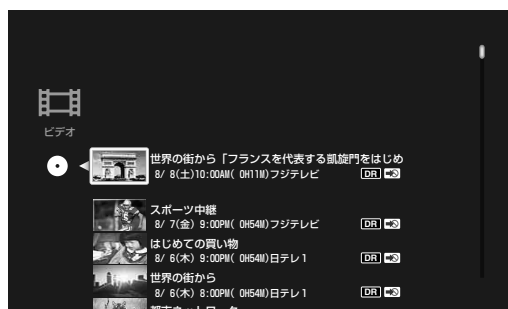 ビデオ
世界の街から「フランスを代表する凱旋門をはじめ
8/ 8(土)10:00AM( 0H11M)フジテレビ DR
スポーツ中継
8/ 7(金) 9:00PM( 0H54M)フジテレビ DR
はじめての買い物
8/ 6(木) 9:00PM( 0H54M)日テレ1 DR
世界の街から
8/ 6(木) 8:00PM( 0H54M)日テレ1 DR